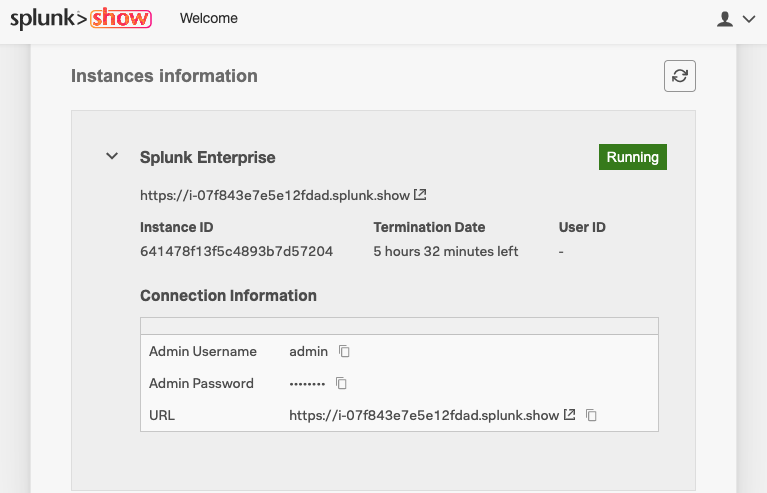 splunk>show Welcome
Instances information
Splunk Enterprise Running
https://i-07f843e7e5e12fdad.splunk.show
Instance ID Termination Date User ID
641478f13f5c4893b7d57204 5 hours 32 minutes left -
Connection Information
Admin Username admin
Admin Password ••••••••
URL https://i-07f843e7e5e12fdad.splunk.show